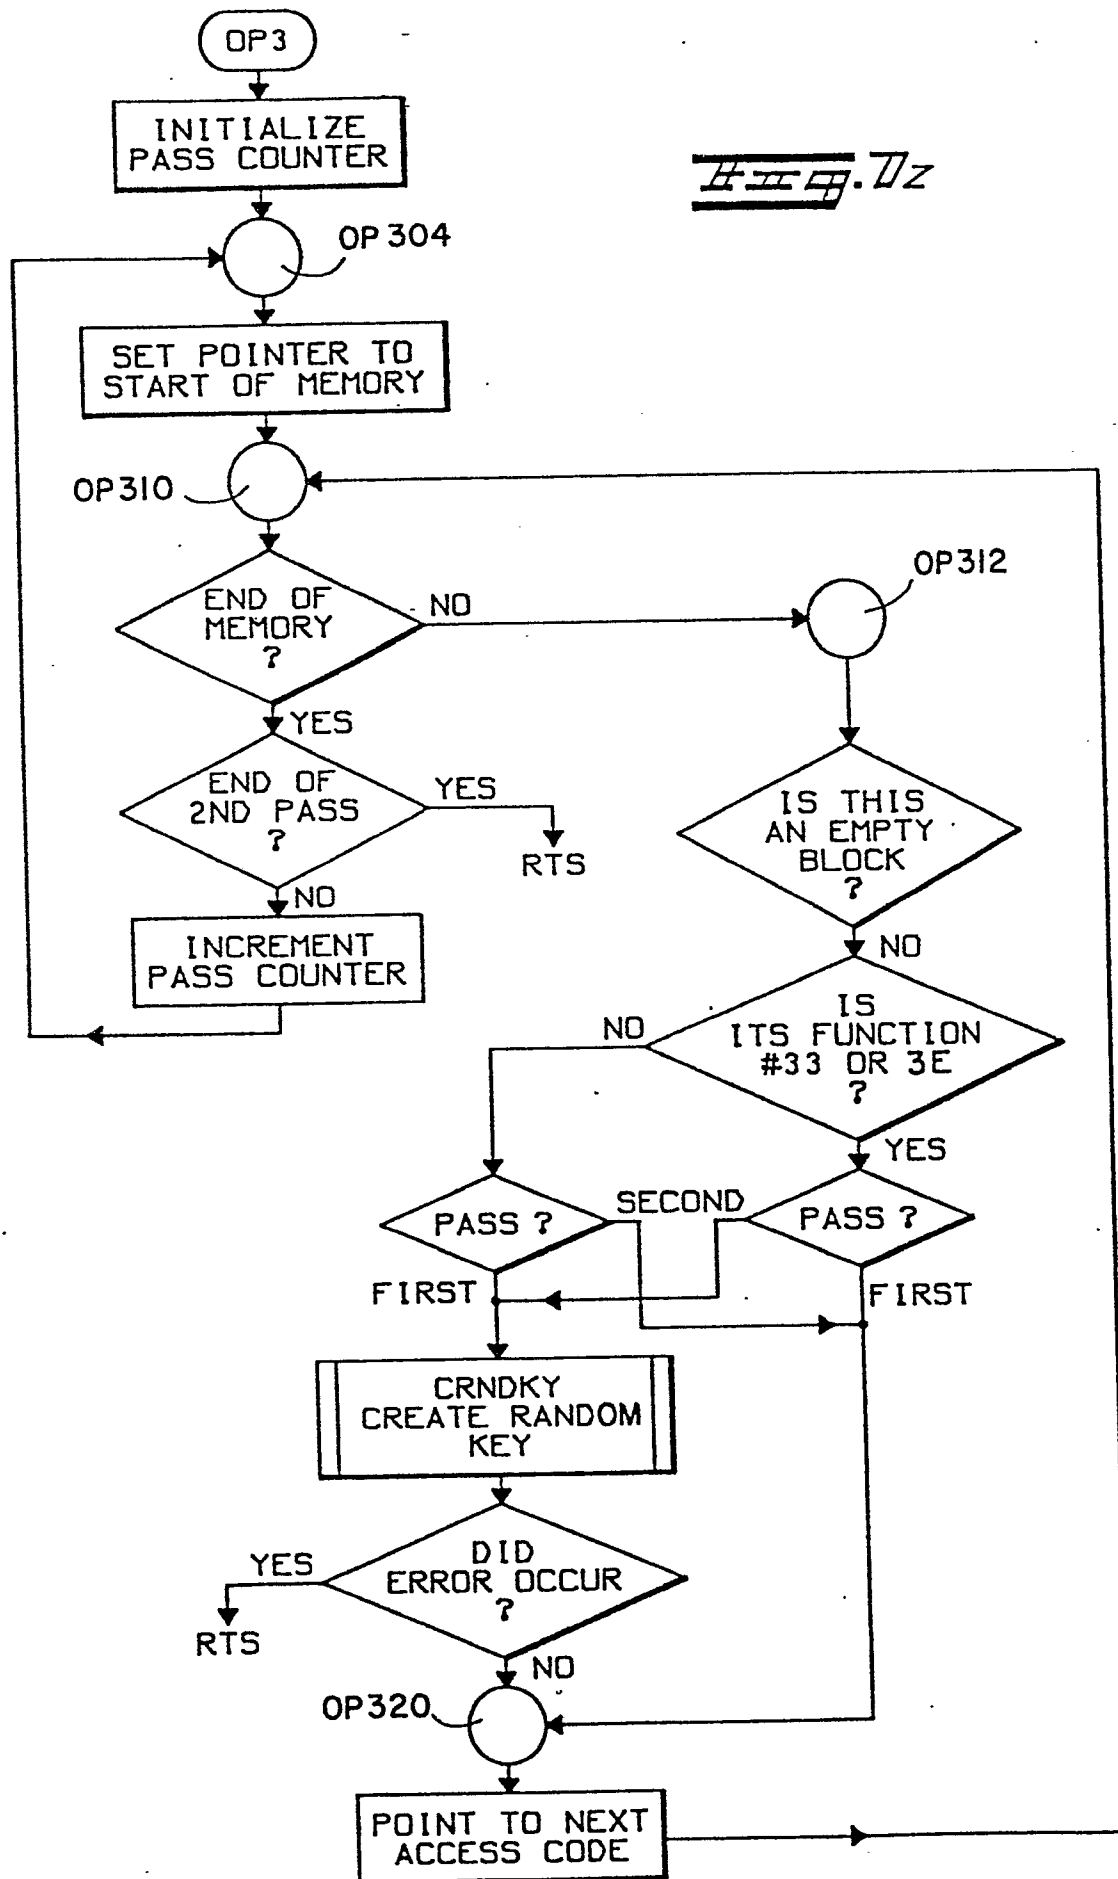 OP3
INITIALIZE
PASS COUNTER
Fig. 7z
OP 304
SET POINTER TO
START OF MEMORY
OP310
END OF
MEMORY
?
NO
OP312
YES
END OF
2ND PASS
?
YES
RTS
NO
INCREMENT
PASS COUNTER
IS THIS
AN EMPTY
BLOCK
?
NO
IS
ITS FUNCTION
#33 OR 3E
?
NO
YES
PASS ?
SECOND
PASS ?
FIRST
FIRST
CRNDKY
CREATE RANDOM
KEY
DID
ERROR OCCUR
?
YES
RTS
NO
OP320
POINT TO NEXT
ACCESS CODE